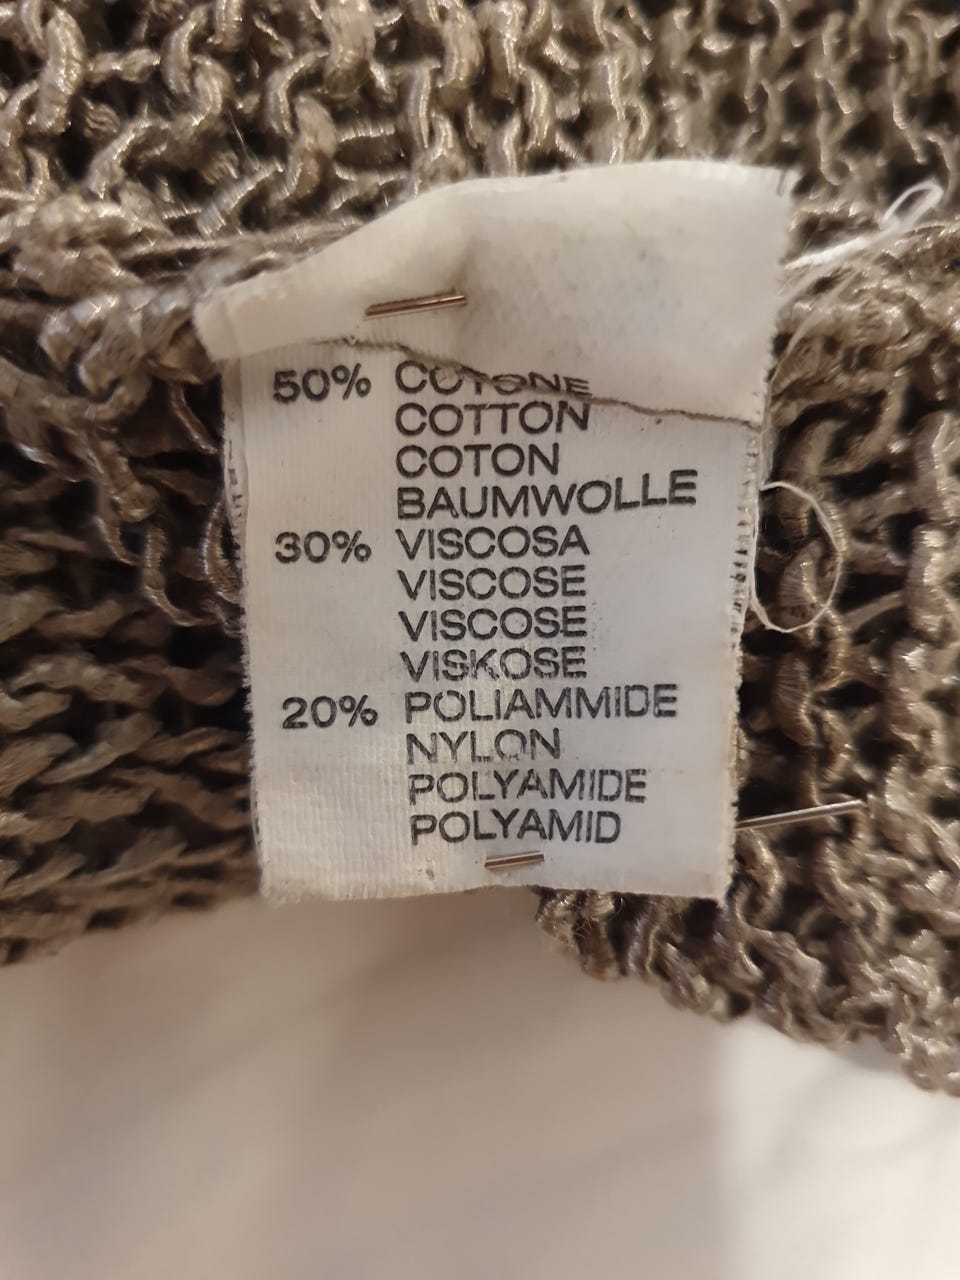 50% COTONE
COTTON
COTON
BAUMWOLLE
30% VISCOSA
VISCOSE
VISCOSE
VISKOSE
20% POLIAMMIDE
NYLON
POLYAMIDE
POLYAMID